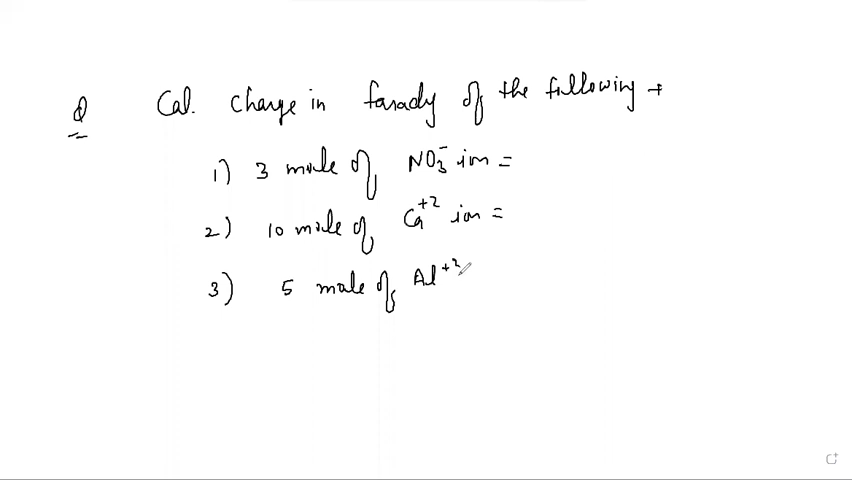 Q Cal. charge in farady of the following →
1) 3 mole of NO₃⁻ ion =
2) 10 mole of Ca⁺² ion =
3) 5 mole of Al⁺³